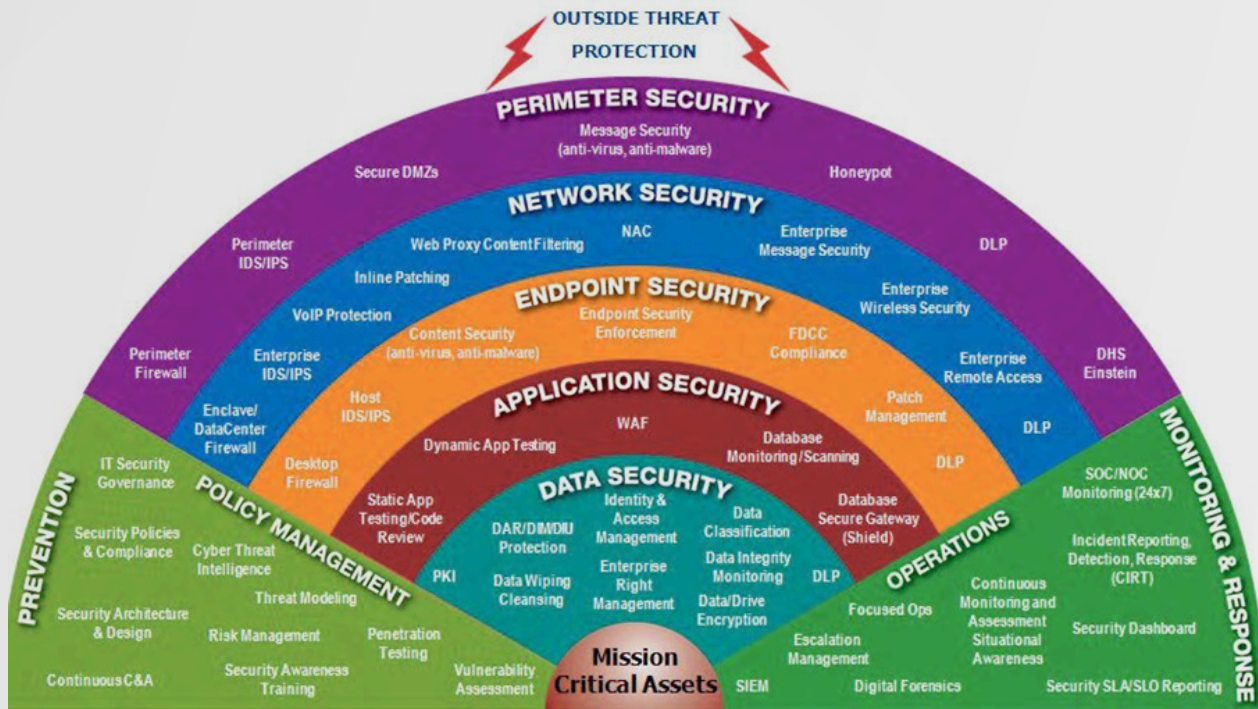 OUTSIDE THREAT
PROTECTION
PERIMETER SECURITY
Message Security
(anti-virus, anti-malware)
Secure DMZs
Honeypot
Perimeter
IDS/IPS
DLP
Perimeter
Firewall
DHS
Einstein
NETWORK SECURITY
NAC
Web Proxy Content Filtering
Enterprise
Message Security
Inline Patching
Enterprise
Wireless Security
VoIP Protection
Enterprise
IDS/IPS
Enterprise
Remote Access
Enclave/
DataCenter
Firewall
DLP
ENDPOINT SECURITY
Endpoint Security
Enforcement
Content Security
(anti-virus, anti-malware)
FDCC
Compliance
Host
IDS/IPS
Patch
Management
Desktop
Firewall
DLP
APPLICATION SECURITY
WAF
Dynamic App Testing
Database
Monitoring/Scanning
Static App
Testing/Code
Review
Database
Secure Gateway
(Shield)
DATA SECURITY
Identity &
Access
Management
DAR/DIM/DIU
Protection
Data
Classification
PKI
Data Wiping
Cleansing
Enterprise
Right
Management
Data Integrity
Monitoring
DLP
Data/Drive
Encryption
Mission
Critical Assets
PREVENTION
POLICY MANAGEMENT
IT Security
Governance
Security Policies
& Compliance
Cyber Threat
Intelligence
Threat Modeling
Security Architecture
& Design
Risk Management
Penetration
Testing
Continuous C&A
Security Awareness
Training
Vulnerability
Assessment
OPERATIONS
MONITORING & RESPONSE
SOC/NOC
Monitoring (24x7)
Incident Reporting,
Detection, Response
(CIRT)
Focused Ops
Continuous
Monitoring and
Assessment
Situational
Awareness
Security Dashboard
Escalation
Management
SIEM
Digital Forensics
Security SLA/SLO Reporting